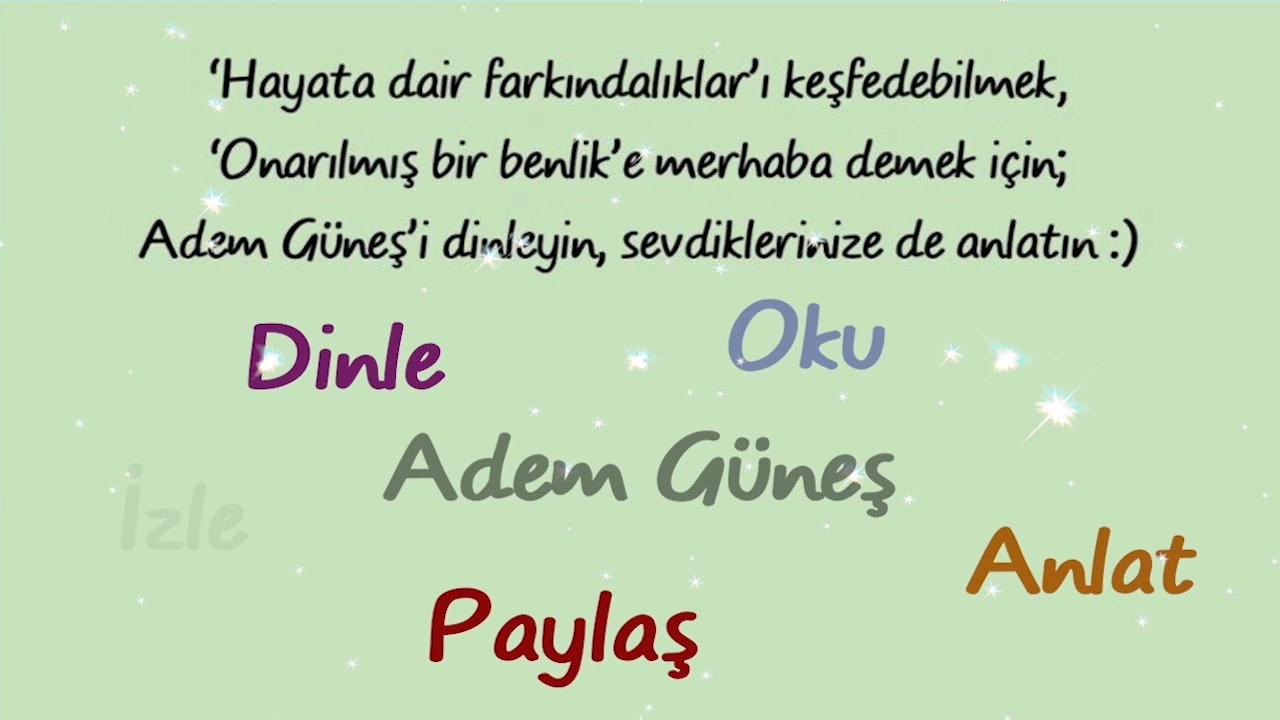 ‘Hayata dair farkındalıklar’ı keşfedebilmek,
‘Onarılmış bir benlik’e merhaba demek için;
Adem Güneş’i dinleyin, sevdiklerinize de anlatın :)
Dinle
Oku
Adem Güneş
İzle
Anlat
Paylaş